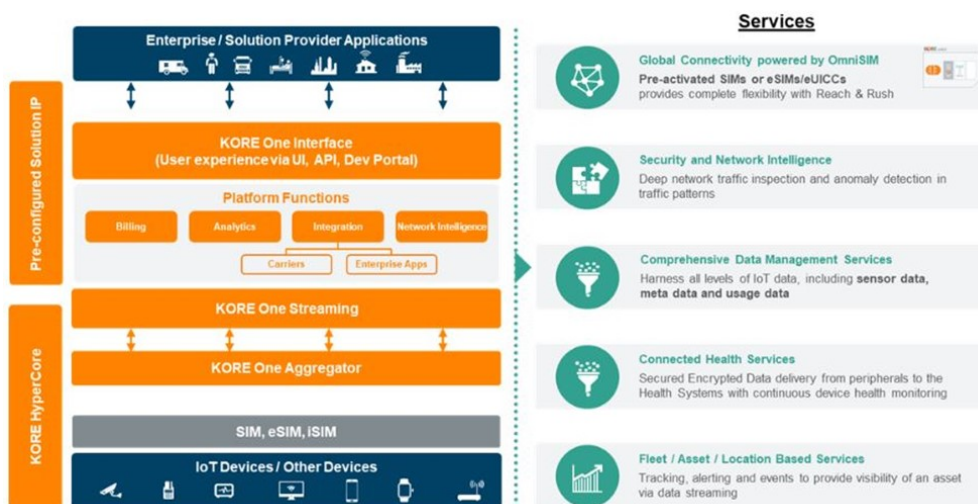 Services
Enterprise / Solution Provider Applications
Pre-configured Solution IP
KORE One Interface
(User experience via UI, API, Dev Portal)
Platform Functions
Billing
Analytics
Integration
Network Intelligence
Carriers
Enterprise Apps
KORE HyperCore
KORE One Streaming
KORE One Aggregator
SIM, eSIM, iSIM
IoT Devices / Other Devices
Global Connectivity powered by OmniSIM
Pre-activated SIMs or eSIMs/eUICCs
provides complete flexibility with Reach & Rush
Security and Network Intelligence
Deep network traffic inspection and anomaly detection in
traffic patterns
Comprehensive Data Management Services
Harness all levels of IoT data, including sensor data,
meta data and usage data
Connected Health Services
Secured Encrypted Data delivery from peripherals to the
Health Systems with continuous device health monitoring
Fleet / Asset / Location Based Services
Tracking, alerting and events to provide visibility of an asset
via data streaming